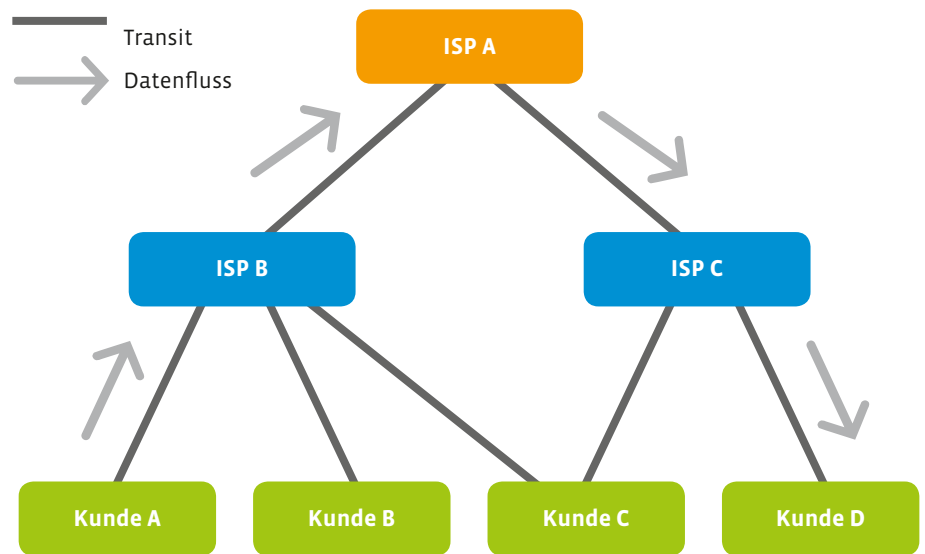 Transit
Datenfluss
ISP A
ISP B
ISP C
Kunde A
Kunde B
Kunde C
Kunde D